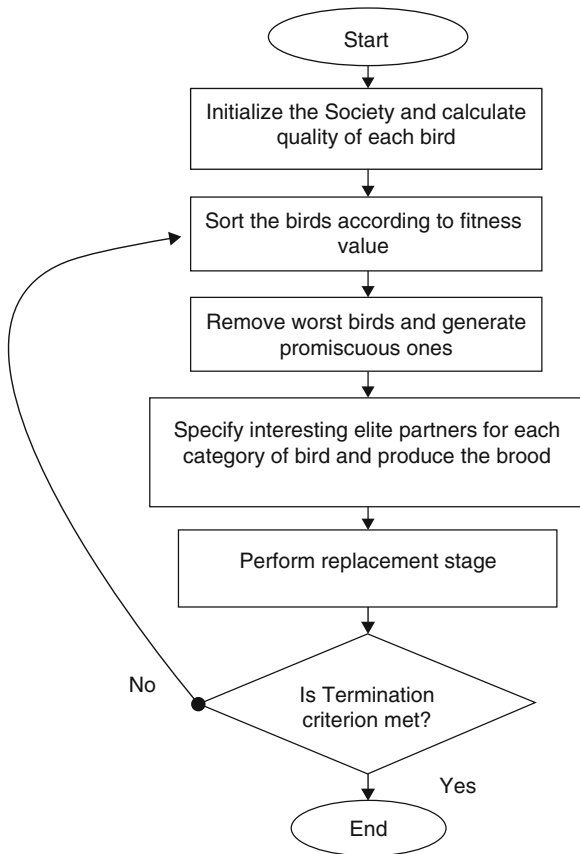 Start
Initialize the Society and calculate
quality of each bird
Sort the birds according to fitness
value
Remove worst birds and generate
promiscuous ones
Specify interesting elite partners for each
category of bird and produce the brood
Perform replacement stage
No
Is Termination
criterion met?
Yes
End